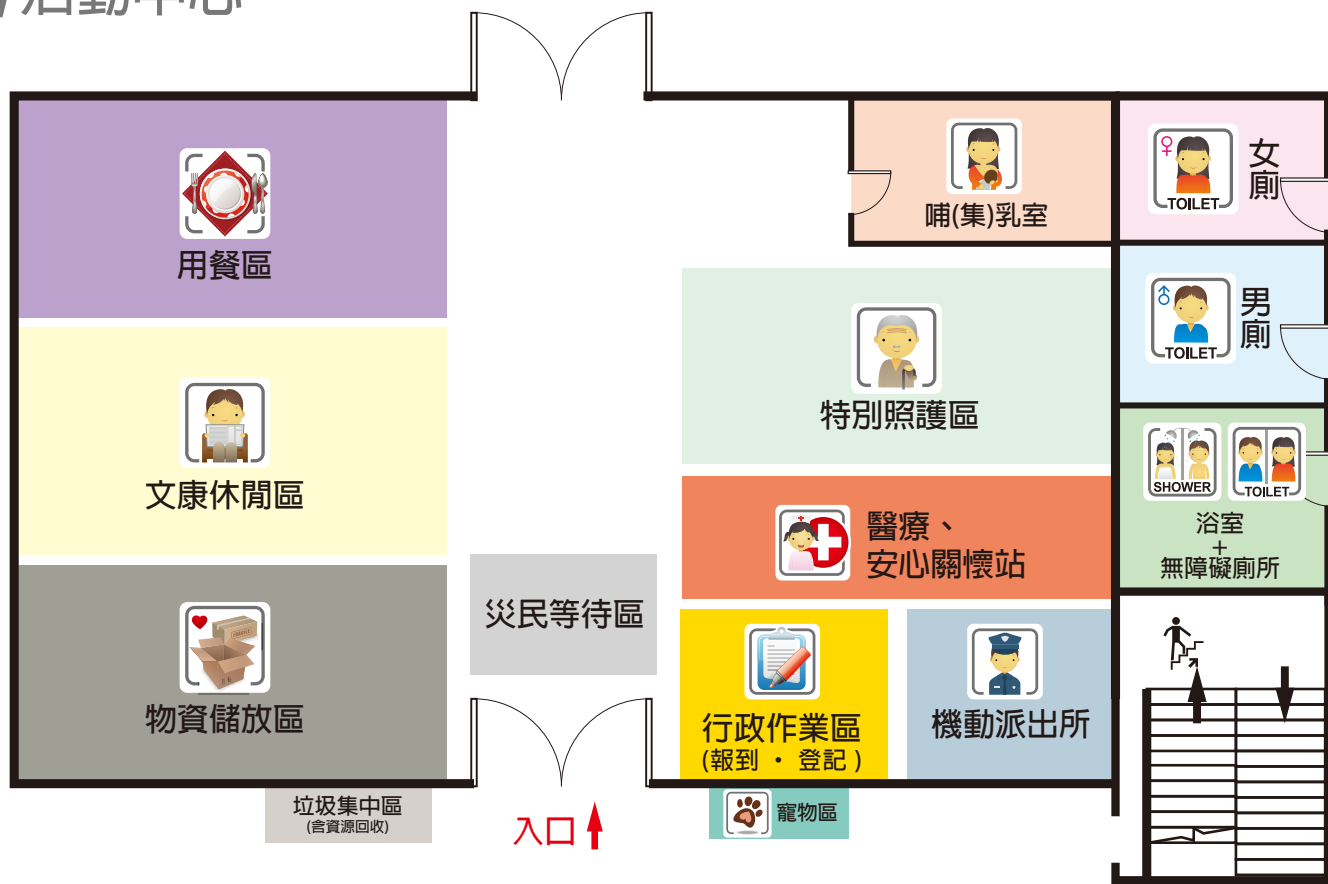 活動中心
用餐區
哺(集)乳室
TOILET
女廁
TOILET
男廁
特別照護區
文康休閒區
醫療、
安心關懷站
SHOWER
TOILET
浴室
+
無障礙廁所
災民等待區
物資儲放區
行政作業區
(報到 · 登記)
機動派出所
垃圾集中區
(含資源回收)
入口
寵物區